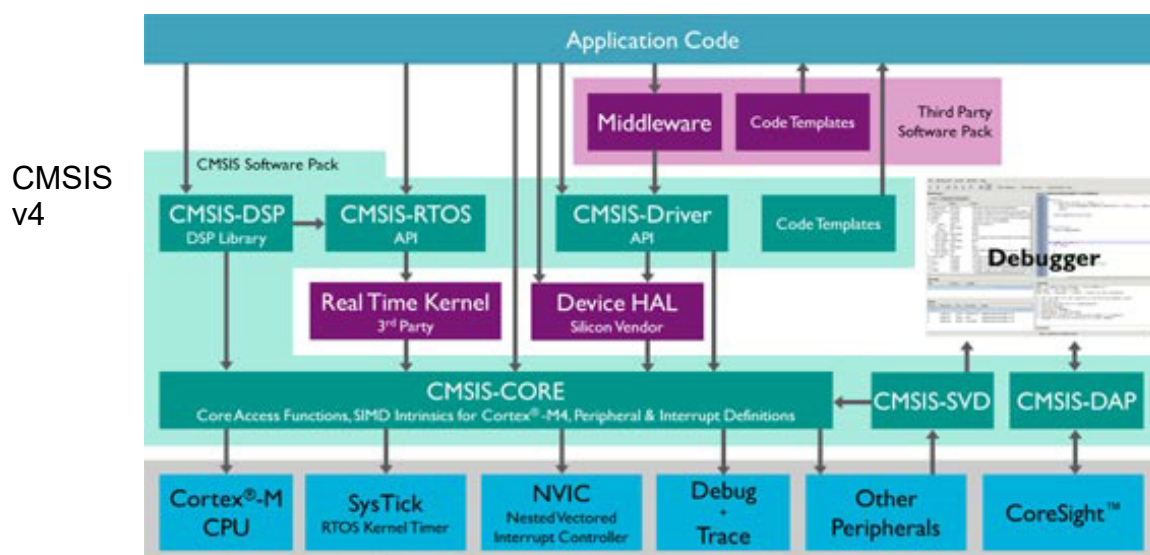 Application Code
Middleware
Code Templates
Third Party
Software Pack
CMSIS Software Pack
CMSIS
v4
CMSIS-DSP
DSP Library
CMSIS-RTOS
API
CMSIS-Driver
API
Code Templates
Debugger
Real Time Kernel
3rd Party
Device HAL
Silicon Vendor
CMSIS-CORE
Core Access Functions, SIMD Intrinsics for Cortex®-M4, Peripheral & Interrupt Definitions
CMSIS-SVD
CMSIS-DAP
Cortex®-M
CPU
SysTick
RTOS Kernel Timer
NVIC
Nested Vectored
Interrupt Controller
Debug
+
Trace
Other
Peripherals
CoreSight™